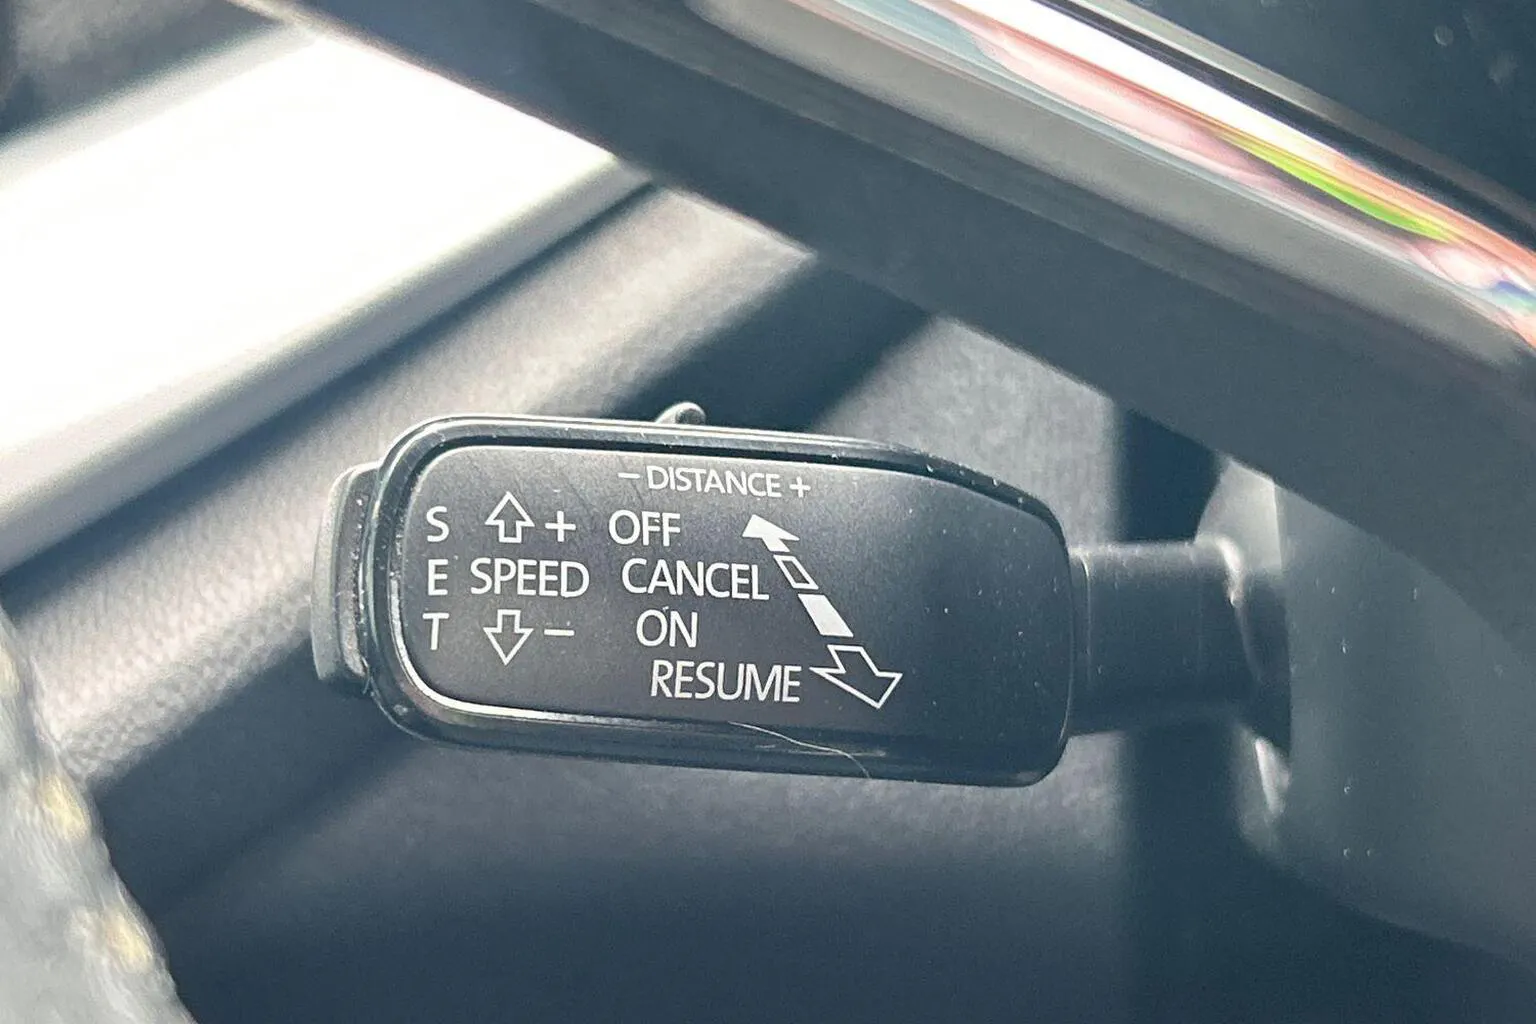 – DISTANCE +
S + OFF
E SPEED CANCEL
T – ON
RESUME